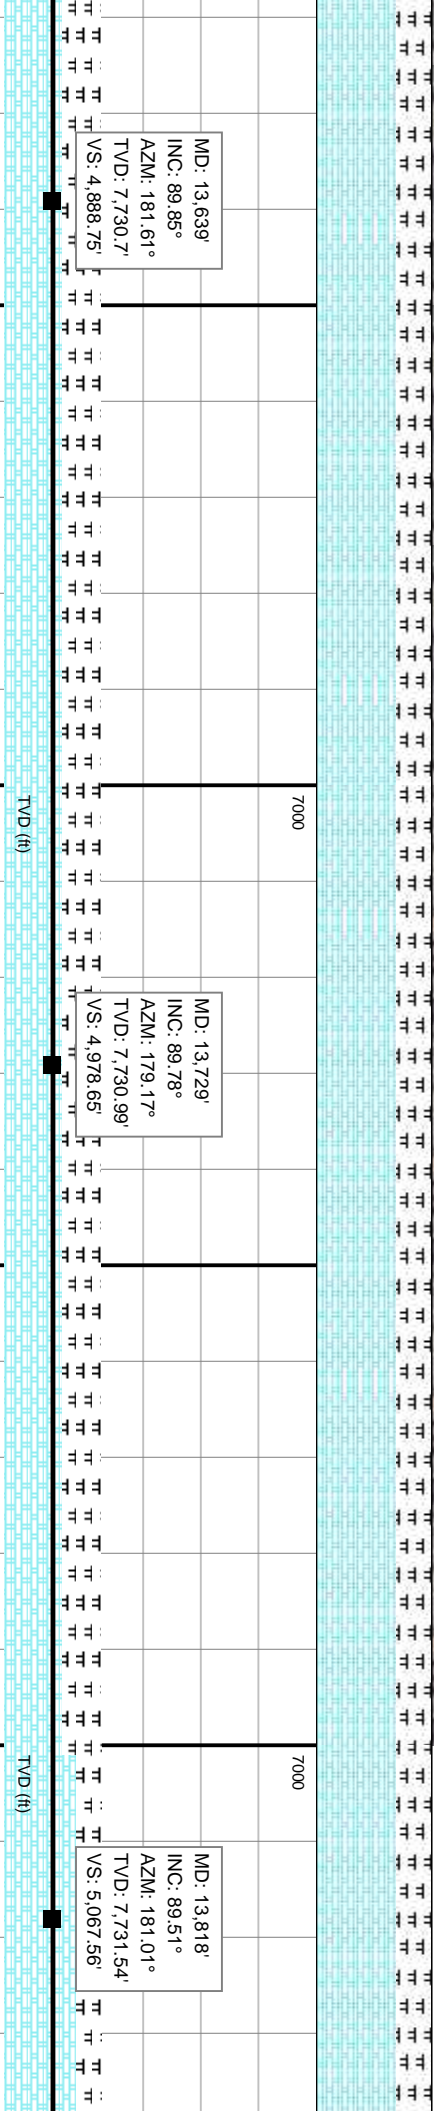 MD: 13,639'
INC: 89.85°
AZM: 181.61°
TVD: 7,730.7'
VS: 4,888.75'
7000
TVD (ft)
MD: 13,729'
INC: 89.78°
AZM: 179.17°
TVD: 7,730.99'
VS: 4,978.65'
7000
TVD (ft)
MD: 13,818'
INC: 89.51°
AZM: 181.01°
TVD: 7,731.54'
VS: 5,067.56'